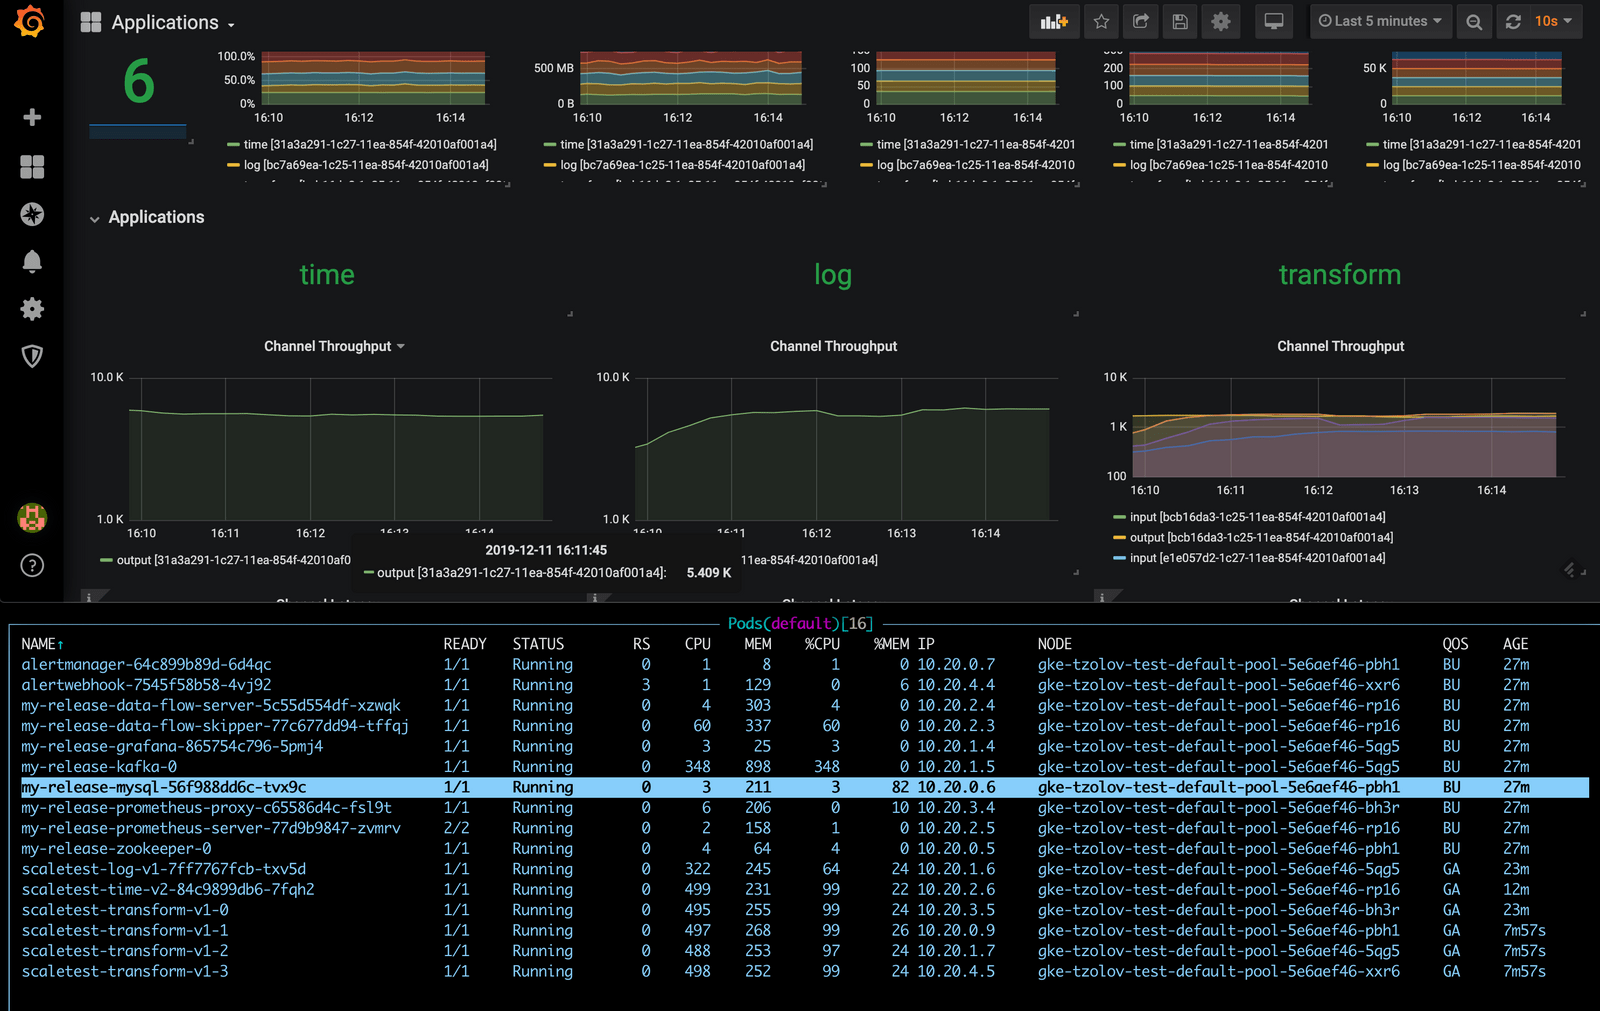 Applications
Last 5 minutes
10s
6
100.0%
50.0%
0%
16:10 16:12 16:14
time [31a3a291-1c27-11ea-854f-42010af001a4]
log [bc7a69ea-1c25-11ea-854f-42010af001a4]
500 MB
0 B
16:10 16:12 16:14
time [31a3a291-1c27-11ea-854f-42010af001a4]
log [bc7a69ea-1c25-11ea-854f-42010af001a4]
150
100
50
0
16:10 16:12 16:14
time [31a3a291-1c27-11ea-854f-4201
log [bc7a69ea-1c25-11ea-854f-42010
300
200
100
0
16:10 16:12 16:14
time [31a3a291-1c27-11ea-854f-4201
log [bc7a69ea-1c25-11ea-854f-42010
50 K
0
16:10 16:12 16:14
time [31a3a291-1c27-11ea-854f-4201
log [bc7a69ea-1c25-11ea-854f-42010
Applications
time
log
transform
Channel Throughput
10.0 K
1.0 K
16:10 16:11 16:12 16:13 16:14
output [31a3a291-1c27-11ea-854f-42010af0
Channel Throughput
10.0 K
1.0 K
16:10 16:11 16:12 16:13 16:14
11ea-854f-42010af001a4]
2019-12-11 16:11:45
output [31a3a291-1c27-11ea-854f-42010af001a4]: 5.409 K
Channel Throughput
10 K
1 K
100
16:10 16:11 16:12 16:13 16:14
input [bcb16da3-1c25-11ea-854f-42010af001a4]
output [bcb16da3-1c25-11ea-854f-42010af001a4]
input [e1e057d2-1c27-11ea-854f-42010af001a4]
Pods(default)[16]
NAME↑ READY STATUS RS CPU MEM %CPU %MEM IP NODE QOS AGE
alertmanager-64c899b89d-6d4qc 1/1 Running 0 1 8 1 0 10.20.0.7 gke-tzolov-test-default-pool-5e6aef46-pbh1 BU 27m
alertwebhook-7545f58b58-4vj92 1/1 Running 3 1 129 0 6 10.20.4.4 gke-tzolov-test-default-pool-5e6aef46-xxr6 BU 27m
my-release-data-flow-server-5c55d554df-xzwqk 1/1 Running 0 4 303 4 0 10.20.2.4 gke-tzolov-test-default-pool-5e6aef46-rp16 BU 27m
my-release-data-flow-skipper-77c677dd94-tffqj 1/1 Running 0 60 337 60 0 10.20.2.3 gke-tzolov-test-default-pool-5e6aef46-rp16 BU 27m
my-release-grafana-865754c796-5pmj4 1/1 Running 0 3 25 3 0 10.20.1.4 gke-tzolov-test-default-pool-5e6aef46-5qg5 BU 27m
my-release-kafka-0 1/1 Running 0 348 898 348 0 10.20.1.5 gke-tzolov-test-default-pool-5e6aef46-5qg5 BU 27m
my-release-mysql-56f988dd6c-tvx9c 1/1 Running 0 3 211 3 82 10.20.0.6 gke-tzolov-test-default-pool-5e6aef46-pbh1 BU 27m
my-release-prometheus-proxy-c65586d4c-fsl9t 1/1 Running 0 6 206 0 10 10.20.3.4 gke-tzolov-test-default-pool-5e6aef46-bh3r BU 27m
my-release-prometheus-server-77d9b9847-zvmrv 2/2 Running 0 2 158 1 0 10.20.2.5 gke-tzolov-test-default-pool-5e6aef46-rp16 BU 27m
my-release-zookeeper-0 1/1 Running 0 4 64 4 0 10.20.0.5 gke-tzolov-test-default-pool-5e6aef46-pbh1 BU 27m
scaletest-log-v1-7ff7767fcb-txv5d 1/1 Running 0 322 245 64 24 10.20.1.6 gke-tzolov-test-default-pool-5e6aef46-5qg5 GA 23m
scaletest-time-v2-84c9899db6-7fqh2 1/1 Running 0 499 231 99 22 10.20.2.6 gke-tzolov-test-default-pool-5e6aef46-rp16 GA 12m
scaletest-transform-v1-0 1/1 Running 0 495 255 99 24 10.20.3.5 gke-tzolov-test-default-pool-5e6aef46-bh3r GA 23m
scaletest-transform-v1-1 1/1 Running 0 497 268 99 26 10.20.0.9 gke-tzolov-test-default-pool-5e6aef46-pbh1 GA 7m57s
scaletest-transform-v1-2 1/1 Running 0 488 253 97 24 10.20.1.7 gke-tzolov-test-default-pool-5e6aef46-5qg5 GA 7m57s
scaletest-transform-v1-3 1/1 Running 0 498 252 99 24 10.20.4.5 gke-tzolov-test-default-pool-5e6aef46-xxr6 GA 7m57s